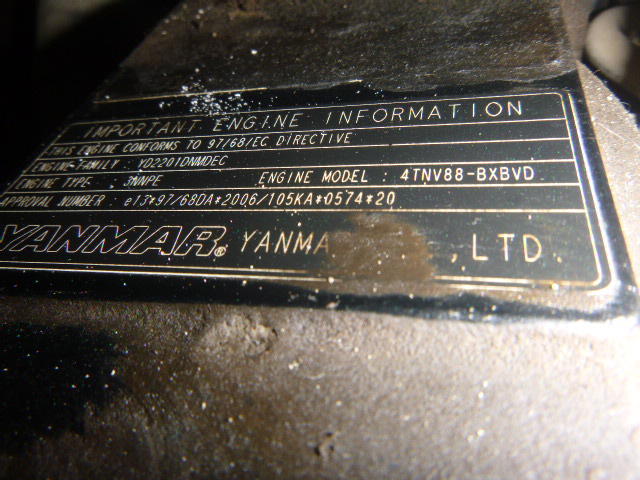 IMPORTANT ENGINE INFORMATION
THIS ENGINE CONFORMS TO 97/68/EC DIRECTIVE
ENGINE FAMILY : YD2201DNMDEC
ENGINE TYPE : 3NNPE ENGINE MODEL : 4TNV88-BXBVD
APPROVAL NUMBER : e13*97/68DA*2006/105KA*0574*20
YANMAR® , LTD.